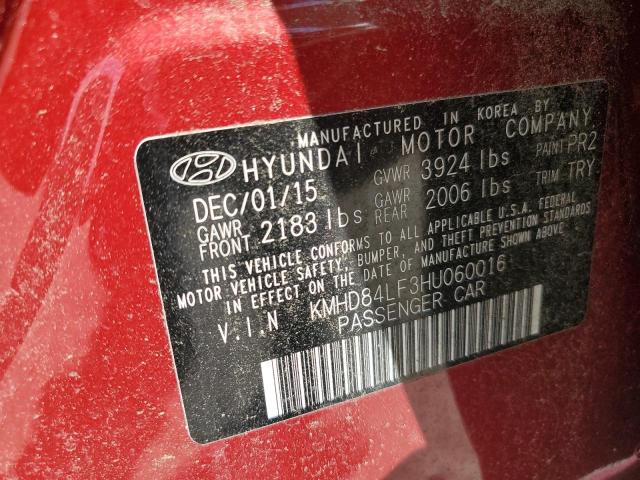 MANUFACTURED IN KOREA BY
HYUNDAI MOTOR COMPANY
DEC/01/15 GVWR 3924 lbs PAINT PR2
GAWR FRONT 2183 lbs GAWR REAR 2006 lbs TRIM TRY
THIS VEHICLE CONFORMS TO ALL APPLICABLE U.S.A. FEDERAL
MOTOR VEHICLE SAFETY, BUMPER, AND THEFT PREVENTION STANDARDS
IN EFFECT ON THE DATE OF MANUFACTURE SHOWN ABOVE
V.I.N KMHD84LF3HU060016
PASSENGER CAR